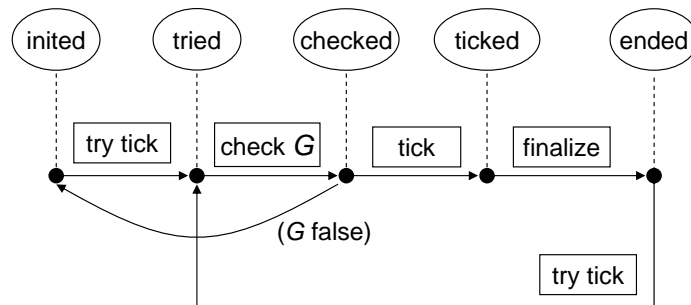 inited tried checked ticked ended
try tick check G tick finalize
(G false)
try tick